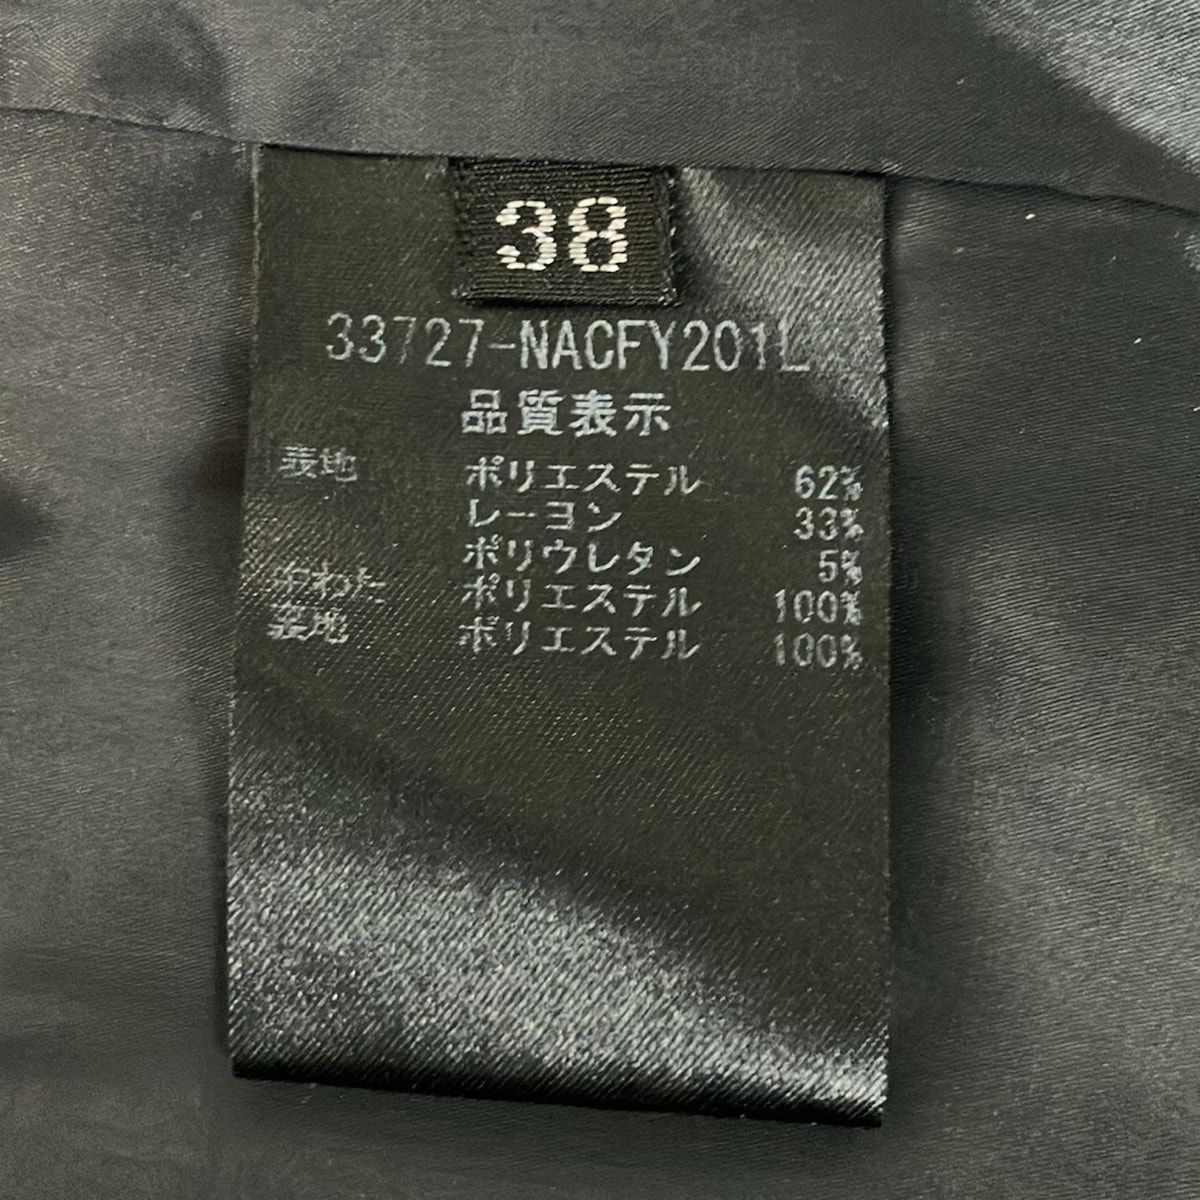 38
33727-NACFY201L
品質表示
表地 ポリエステル 62%
レーヨン 33%
ポリウレタン 5%
中わた ポリエステル 100%
裏地 ポリエステル 100%